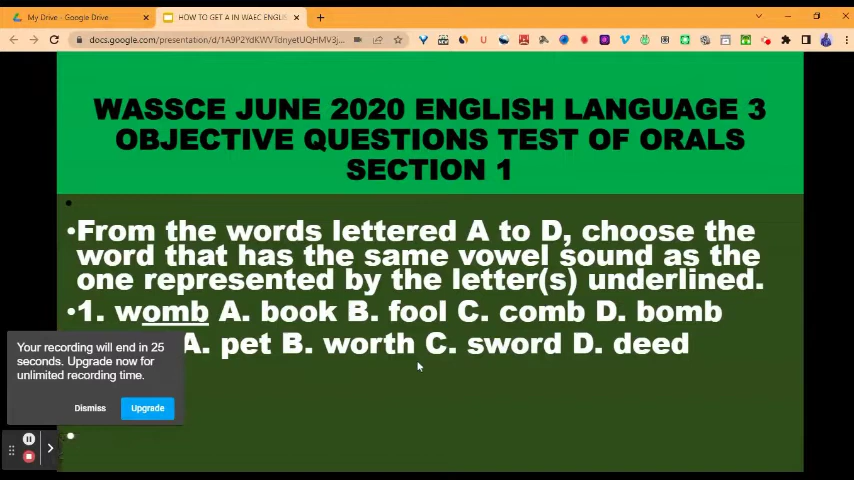 My Drive - Google Drive
HOW TO GET A IN WAEC ENGLIS
docs.google.com/presentation/d/1A9P2YdKWVTdnyetUQHMV3j...
WASSCE JUNE 2020 ENGLISH LANGUAGE 3
OBJECTIVE QUESTIONS TEST OF ORALS
SECTION 1
•From the words lettered A to D, choose the
word that has the same vowel sound as the
one represented by the letter(s) underlined.
•1. womb A. book B. fool C. comb D. bomb
A. pet B. worth C. sword D. deed
Your recording will end in 25
seconds. Upgrade now for
unlimited recording time.
Dismiss
Upgrade